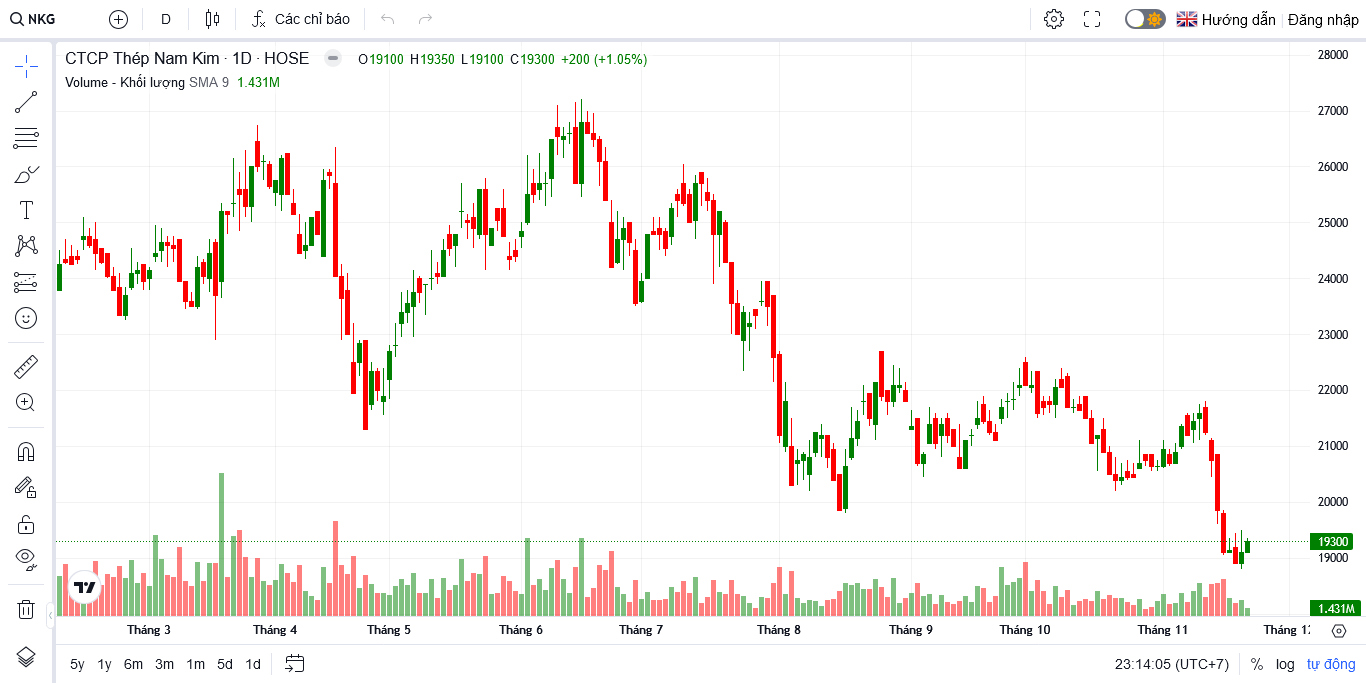 NKG D Các chỉ báo Hướng dẫn Đăng nhập
CTCP Thép Nam Kim · 1D · HOSE O19100 H19350 L19100 C19300 +200 (+1.05%)
Volume - Khối lượng SMA 9 1.431M
28000
27000
26000
25000
24000
23000
22000
21000
20000
19300
19000
1.431M
Tháng 3 Tháng 4 Tháng 5 Tháng 6 Tháng 7 Tháng 8 Tháng 9 Tháng 10 Tháng 11 Tháng 12
5y 1y 6m 3m 1m 5d 1d 23:14:05 (UTC+7) % log tự động